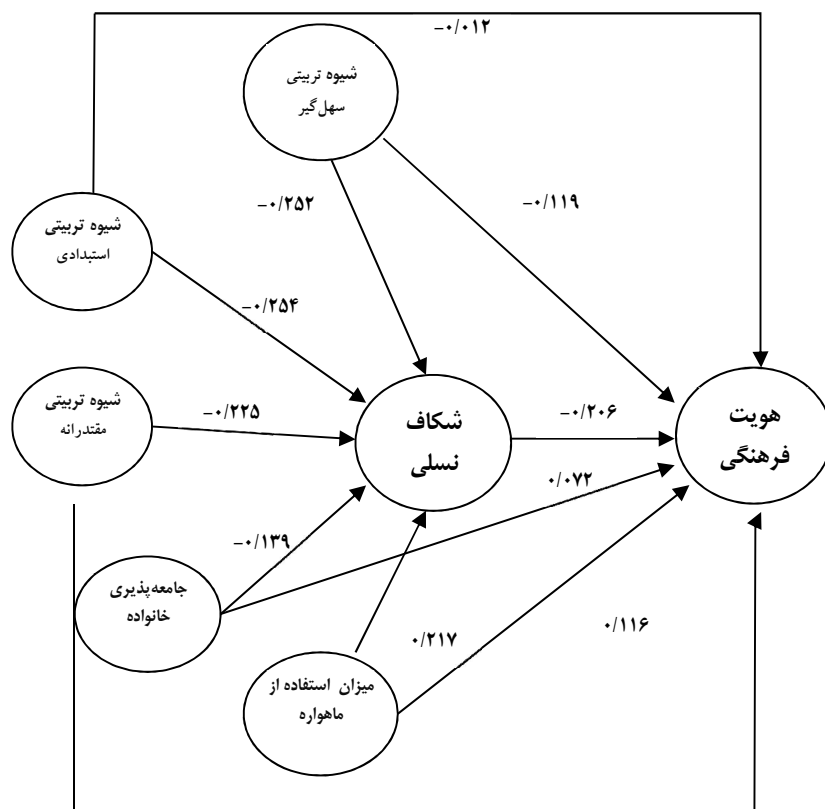 -۰/۰۱۲
شیوه تربیتی
سهل‌گیر
-۰/۲۵۲
-۰/۱۱۹
شیوه تربیتی
استبدادی
-۰/۲۵۴
شیوه تربیتی
مقتدرانه
-۰/۲۲۵
شکاف
نسلی
-۰/۲۰۶
هویت
فرهنگی
۰/۰۷۲
-۰/۱۳۹
جامعه‌پذیری
خانواده
۰/۲۱۷
۰/۱۱۶
میزان استفاده از
ماهواره